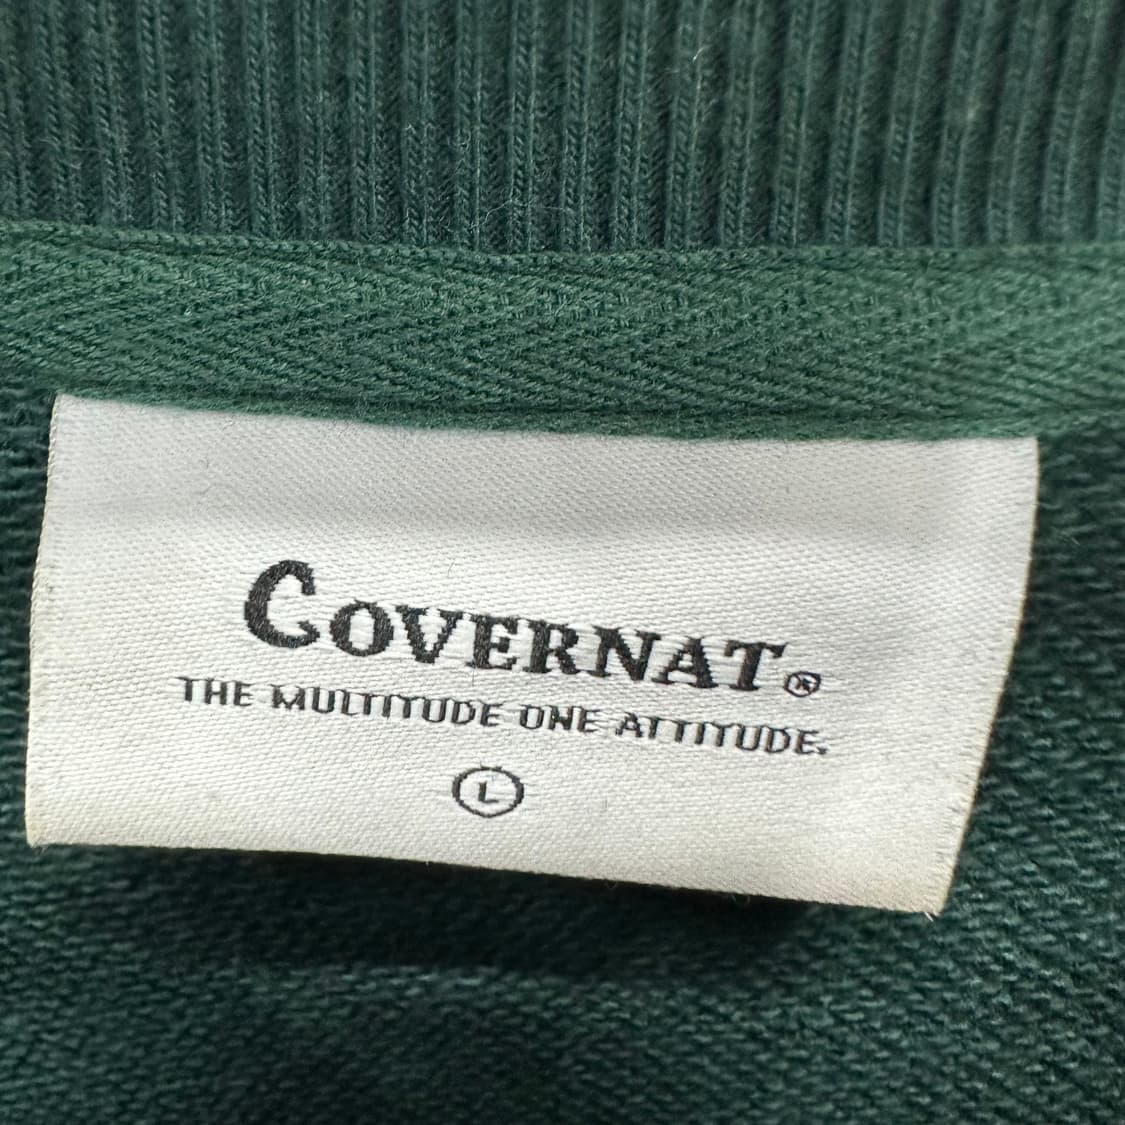 COVERNAT®
THE MULTITUDE ONE ATTITUDE.
L